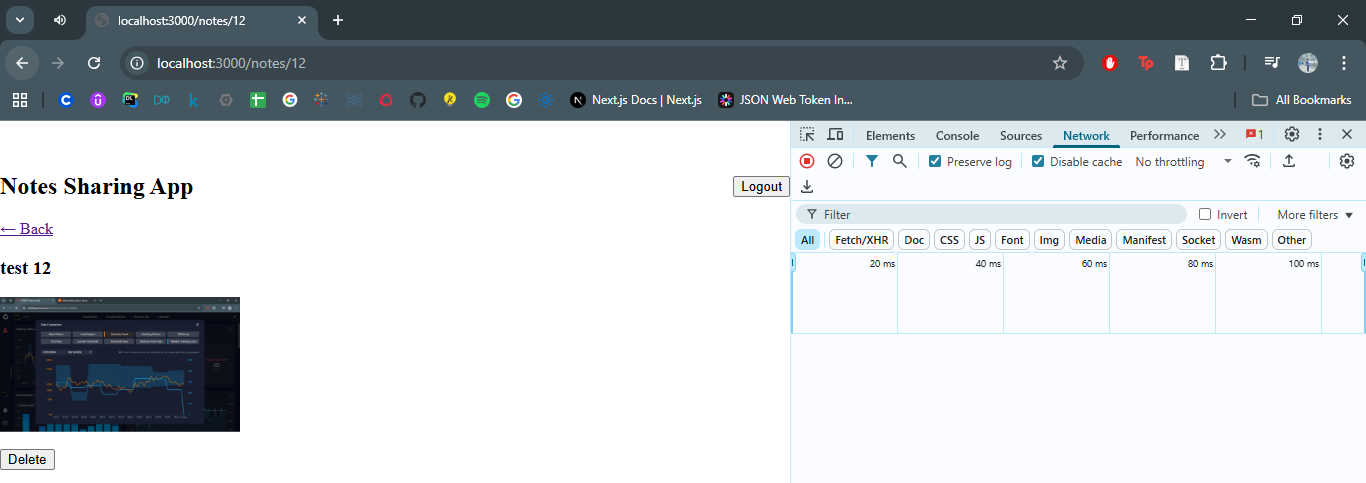 localhost:3000/notes/12
localhost:3000/notes/12
Next.js Docs | Next.js
JSON Web Token In...
All Bookmarks
Elements
Console
Sources
Network
Performance
1
Preserve log
Disable cache
No throttling
Notes Sharing App
Logout
Filter
Invert
More filters
← Back
All
Fetch/XHR
Doc
CSS
JS
Font
Img
Media
Manifest
Socket
Wasm
Other
20 ms
40 ms
60 ms
80 ms
100 ms
test 12
Delete